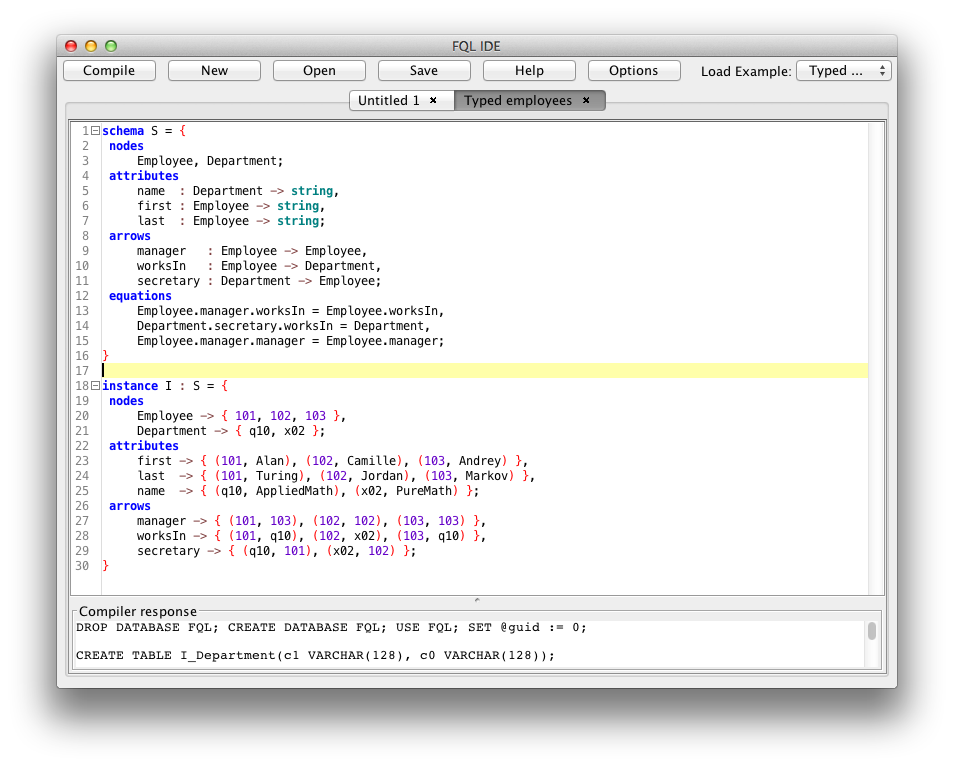 FQL IDE
Compile New Open Save Help Options Load Example: Typed ...
Untitled 1 × Typed employees ×
1 schema S = {
2 nodes
3 Employee, Department;
4 attributes
5 name : Department -> string,
6 first : Employee -> string,
7 last : Employee -> string;
8 arrows
9 manager : Employee -> Employee,
10 worksIn : Employee -> Department,
11 secretary : Department -> Employee;
12 equations
13 Employee.manager.worksIn = Employee.worksIn,
14 Department.secretary.worksIn = Department,
15 Employee.manager.manager = Employee.manager;
16 }
17
18 instance I : S = {
19 nodes
20 Employee -> { 101, 102, 103 },
21 Department -> { q10, x02 };
22 attributes
23 first -> { (101, Alan), (102, Camille), (103, Andrey) },
24 last -> { (101, Turing), (102, Jordan), (103, Markov) },
25 name -> { (q10, AppliedMath), (x02, PureMath) };
26 arrows
27 manager -> { (101, 103), (102, 102), (103, 103) },
28 worksIn -> { (101, q10), (102, x02), (103, q10) },
29 secretary -> { (q10, 101), (x02, 102) };
30 }
Compiler response
DROP DATABASE FQL; CREATE DATABASE FQL; USE FQL; SET @guid := 0;
CREATE TABLE I_Department(c1 VARCHAR(128), c0 VARCHAR(128));